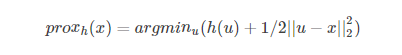 prox_h(x) = argmin_u(h(u) + 1/2||u − x||_2^2)